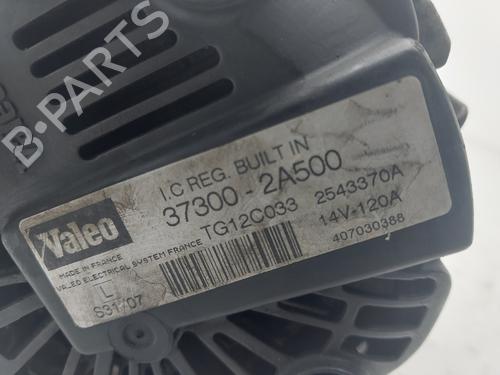 B-PARTS
I.C REG. BUILT IN
37300 - 2A500
TG12C033 2543370A
14V-120A
407030388
Valeo
MADE IN FRANCE
VALEO ELECTRICAL SYSTEM FRANCE
L
S31/07